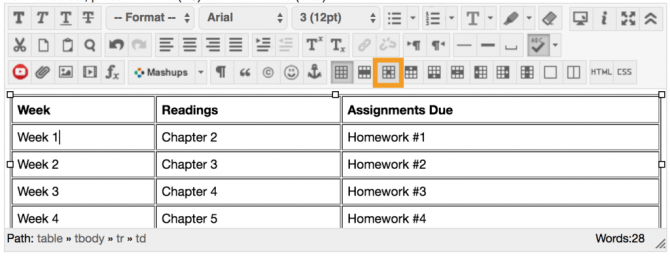 -- Format -- Arial 3 (12pt)
Mashups HTML CSS
Week Readings Assignments Due
Week 1 Chapter 2 Homework #1
Week 2 Chapter 3 Homework #2
Week 3 Chapter 4 Homework #3
Week 4 Chapter 5 Homework #4
Path: table » tbody » tr » td Words:28